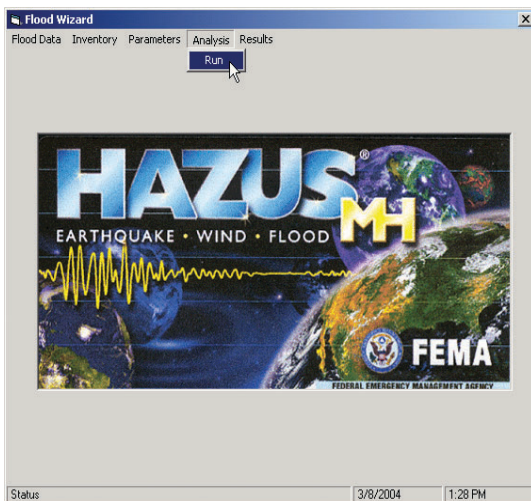 Flood Wizard
Flood Data Inventory Parameters Analysis Results
Run
HAZUS®
MH
EARTHQUAKE • WIND • FLOOD
FEMA
FEDERAL EMERGENCY MANAGEMENT AGENCY
Status 3/8/2004 1:28 PM